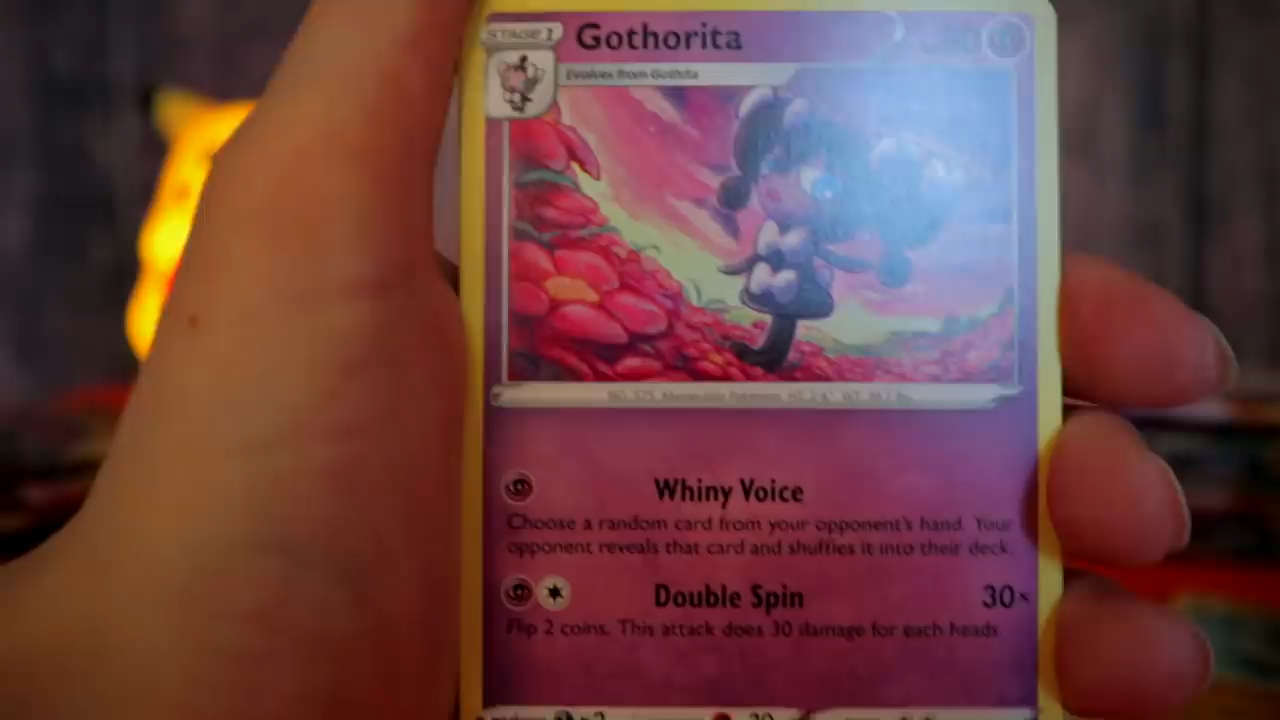 STAGE 1
Gothorita
Evolves from Gothita
NO. 575
Whiny Voice
Choose a random card from your opponent's hand. Your
opponent reveals that card and shuffles it into their deck.
Double Spin 30×
Flip 2 coins. This attack does 30 damage for each heads.